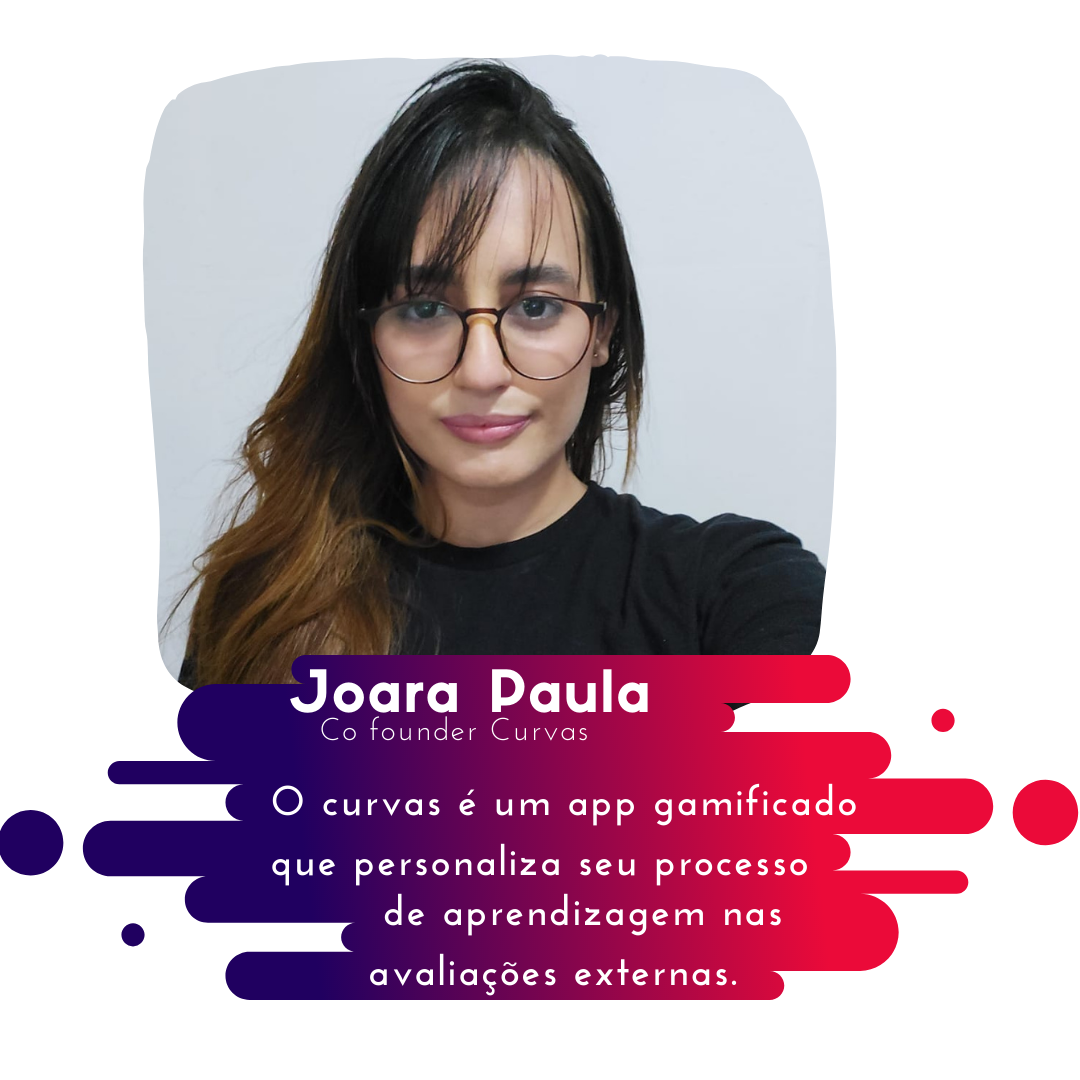 Joara Paula
Co founder Curvas
O curvas é um app gamificado
que personaliza seu processo
de aprendizagem nas
avaliações externas.